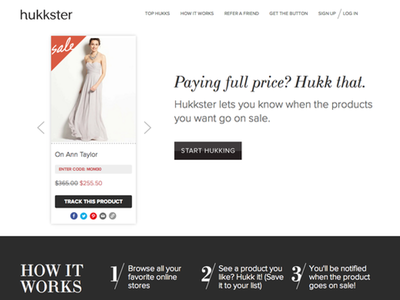 hukkster
TOP HUKKS HOW IT WORKS REFER A FRIEND GET THE BUTTON SIGN UP / LOG IN
sale
On Ann Taylor
$365.00 $255.50
TRACK THIS PRODUCT
Paying full price? Hukk that.
Hukkster lets you know when the products
you want go on sale.
START HUKKING
HOW IT
WORKS
1/ Browse all your
favorite online
stores
2/ See a product you
like? Hukk it! (Save
it to your list)
3/ You'll be notified
when the product
goes on sale!